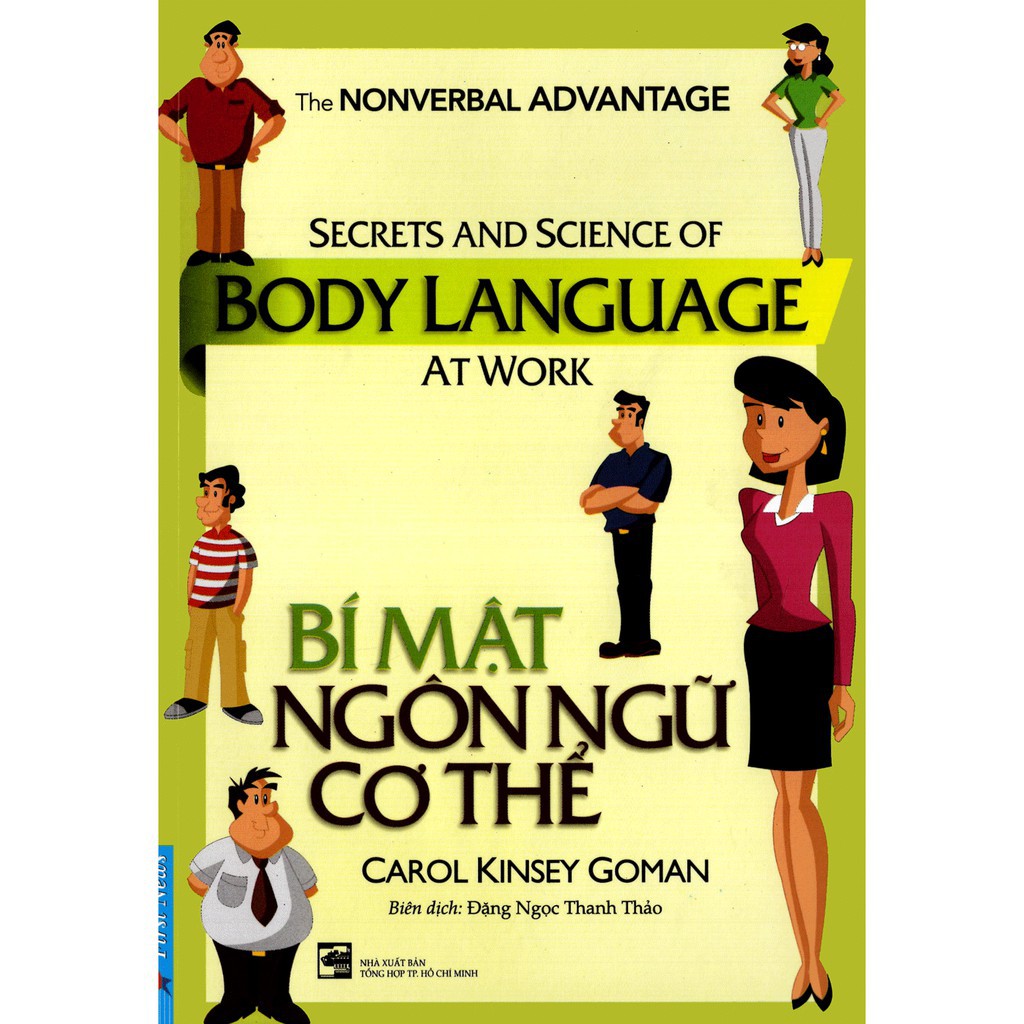 The NONVERBAL ADVANTAGE
SECRETS AND SCIENCE OF
BODY LANGUAGE
AT WORK
BÍ MẬT
NGÔN NGỮ
CƠ THỂ
CAROL KINSEY GOMAN
Biên dịch: Đặng Ngọc Thanh Thảo
NHÀ XUẤT BẢN
TỔNG HỢP TP. HỒ CHÍ MINH
First News